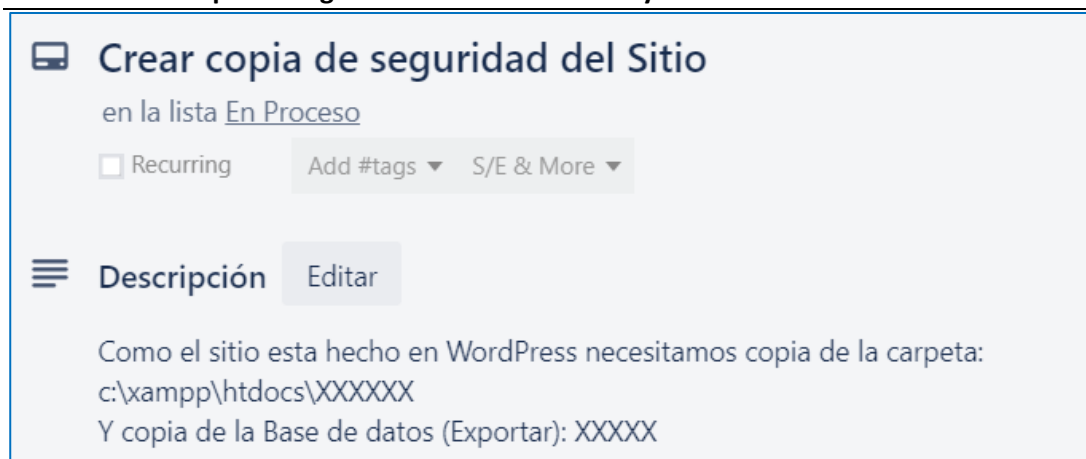 Crear copia de seguridad del Sitio
en la lista En Proceso
Recurring Add #tags S/E & More
Descripción Editar
Como el sitio esta hecho en WordPress necesitamos copia de la carpeta:
c:\xampp\htdocs\XXXXXX
Y copia de la Base de datos (Exportar): XXXXX